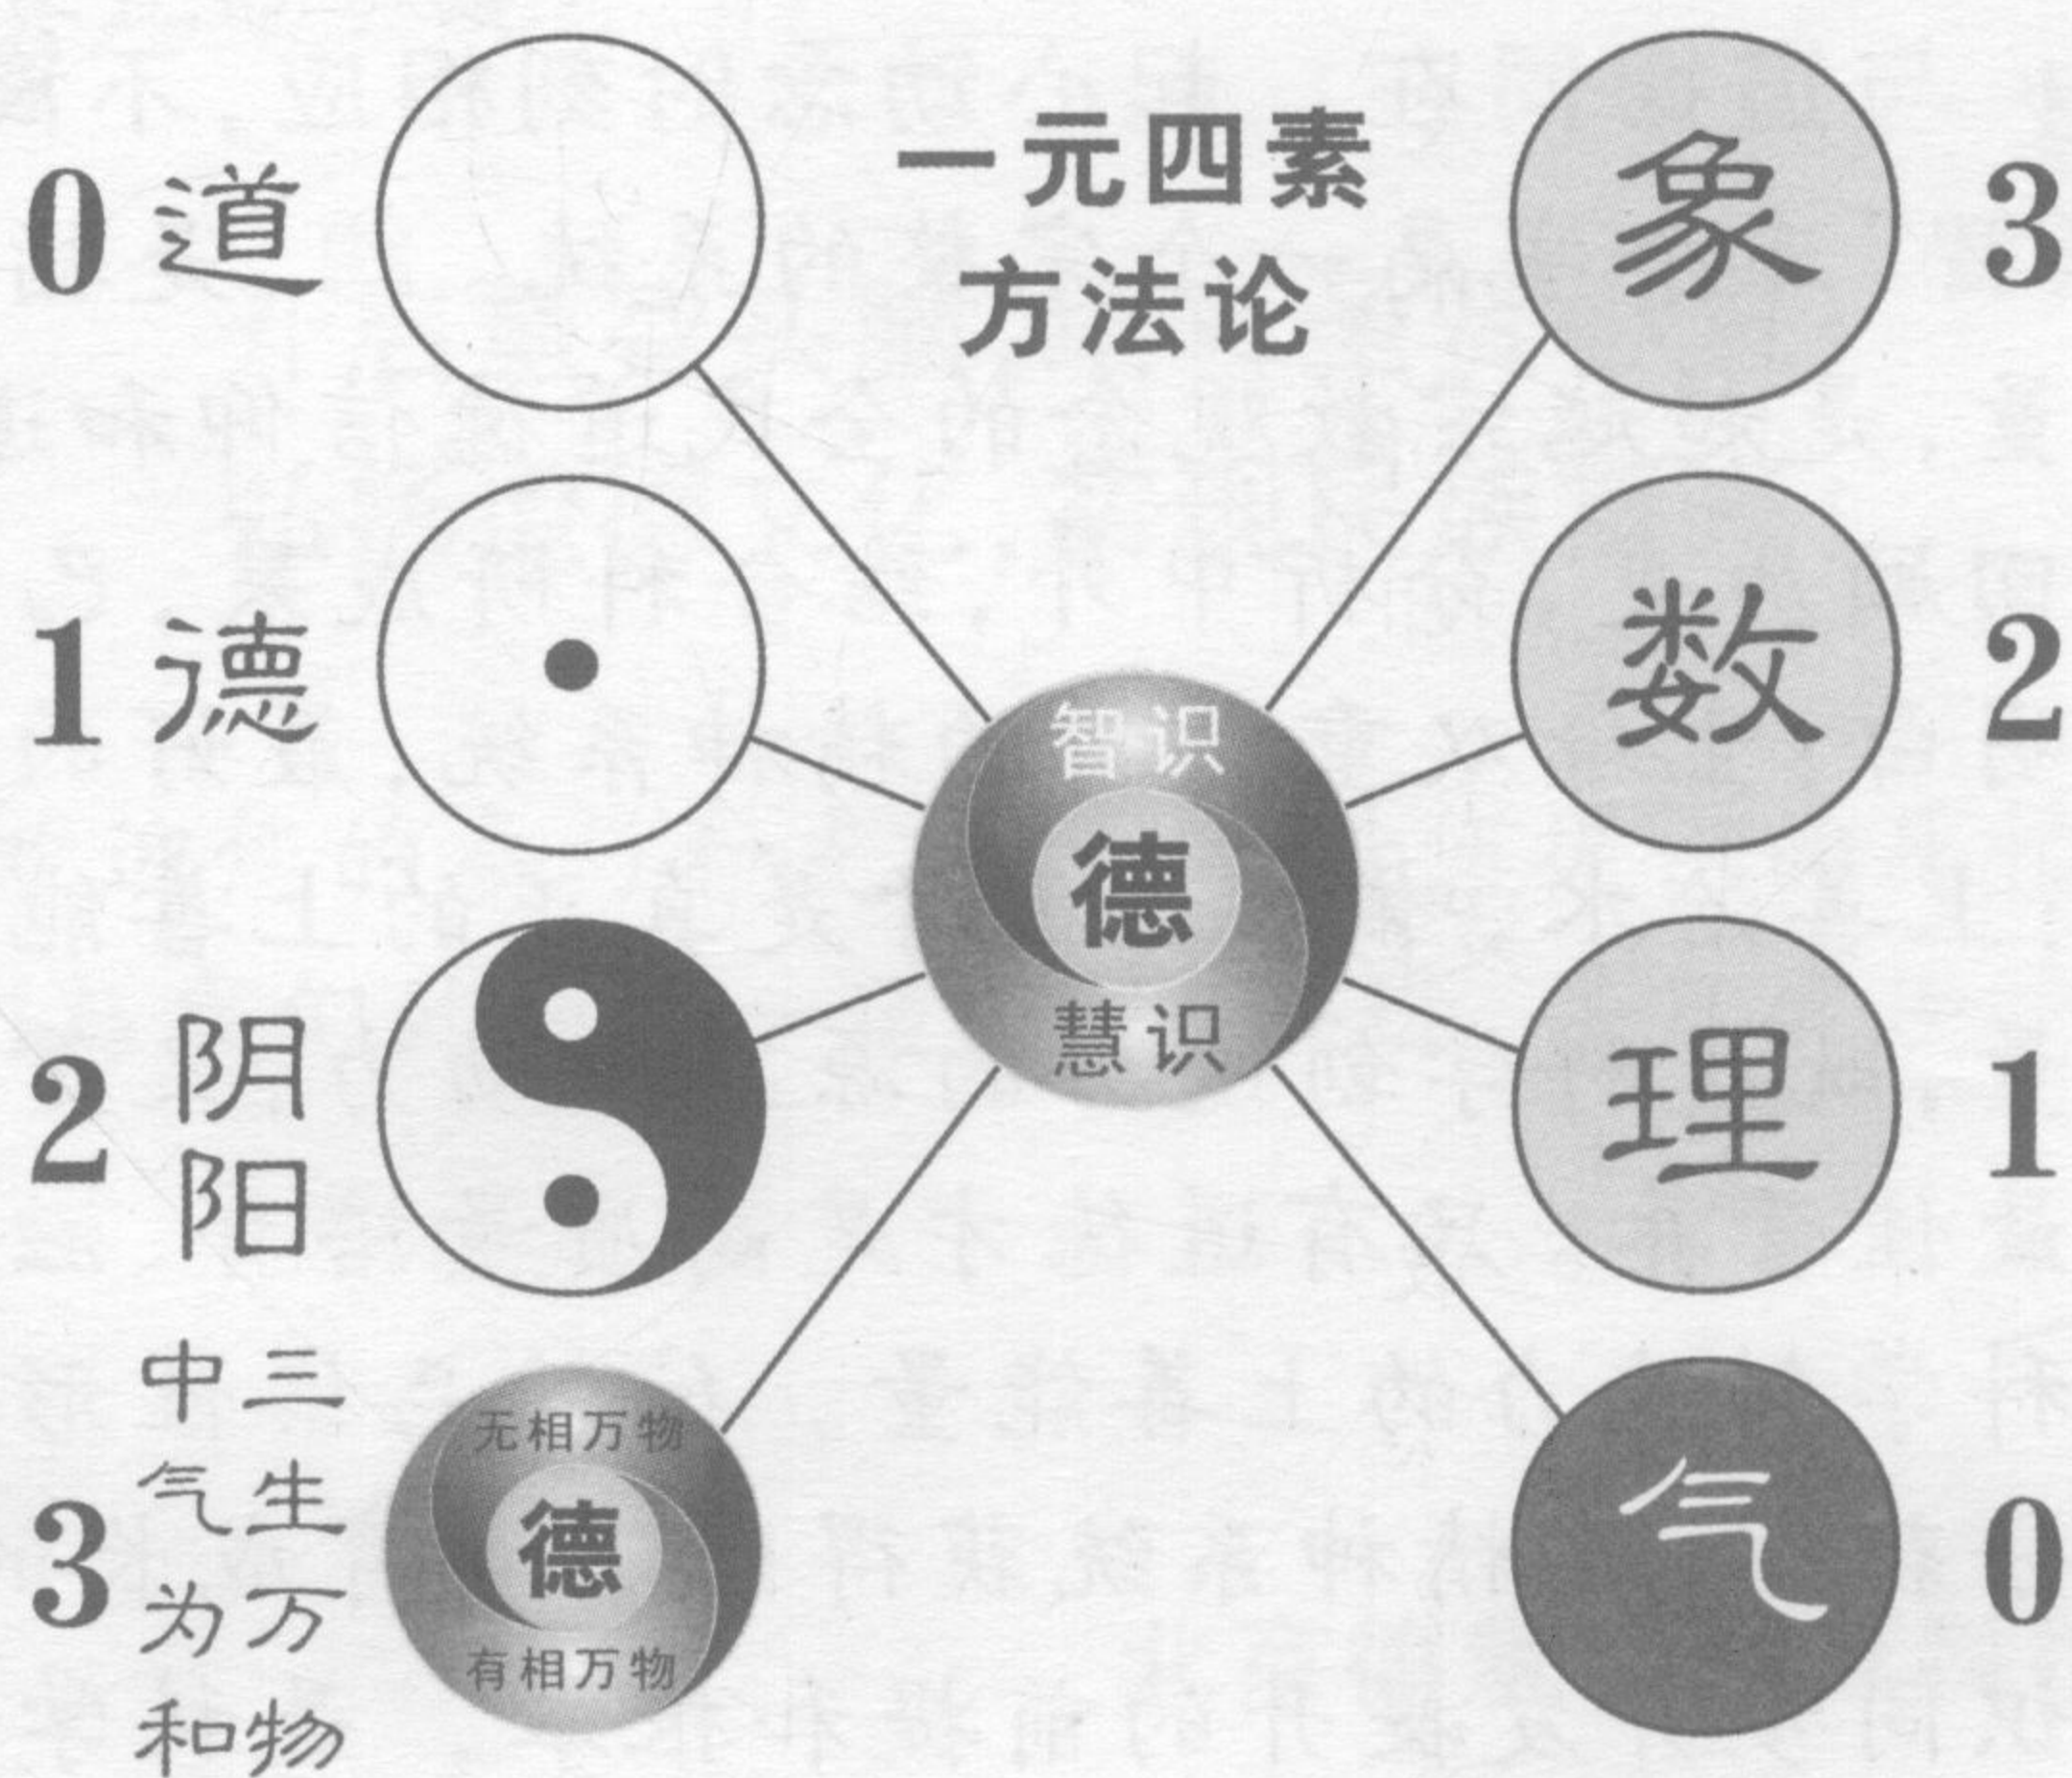 一元四素
方法论
0 道
1 德
2 阴阳
3 三生万物
中气为和
无相万物
德
有相万物
智识
德
慧识
象 3
数 2
理 1
气 0